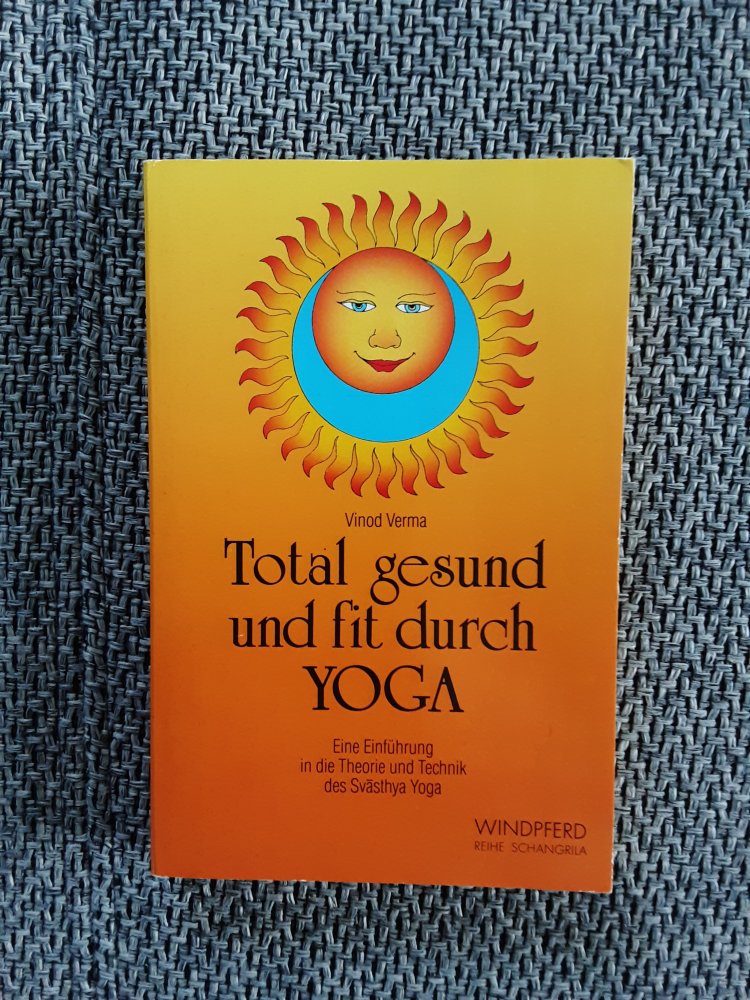 Vinod Verma
Total gesund
und fit durch
YOGA
Eine Einführung
in die Theorie und Technik
des Svāsthya Yoga
WINDPFERD
REIHE SCHANGRILA